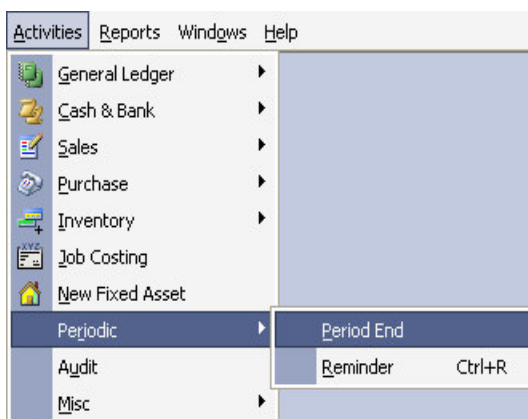 Activities Reports Windows Help
General Ledger
Cash & Bank
Sales
Purchase
Inventory
Job Costing
New Fixed Asset
Periodic Period End
Audit Reminder Ctrl+R
Misc